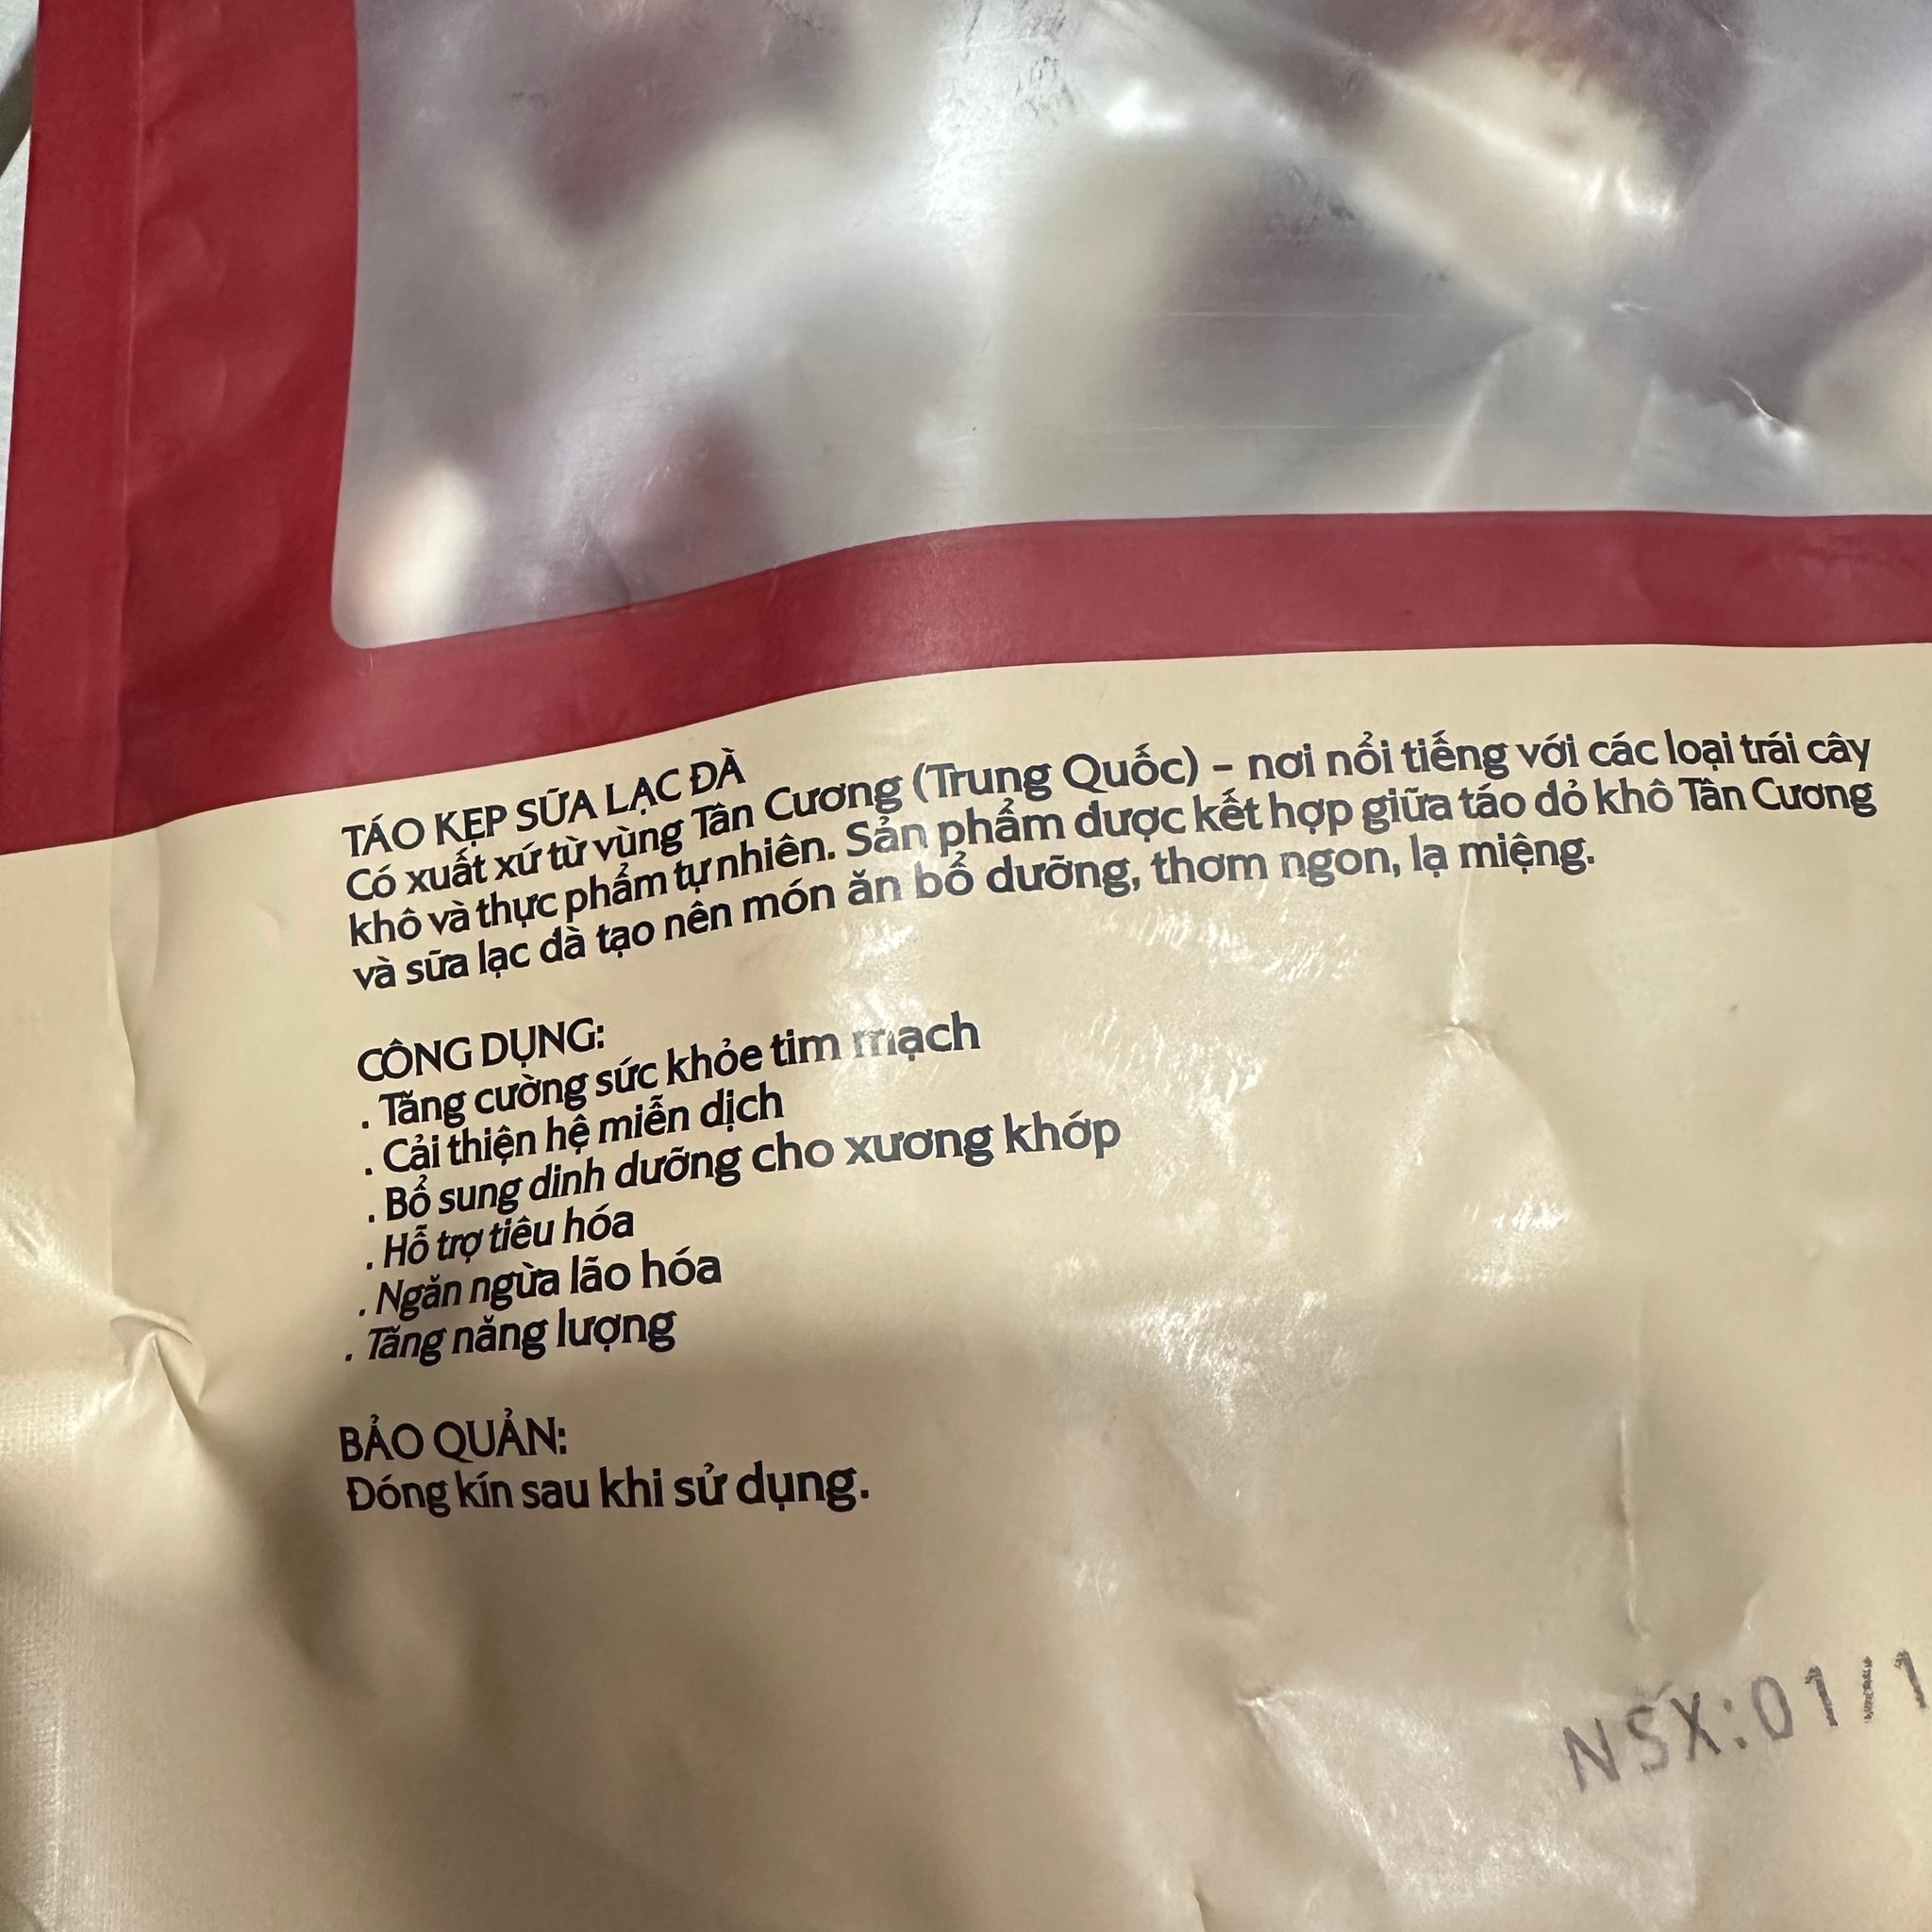 TÁO KẸP SỮA LẠC ĐÀ
Có xuất xứ từ vùng Tân Cương (Trung Quốc) – nơi nổi tiếng với các loại trái cây
khô và thực phẩm tự nhiên. Sản phẩm được kết hợp giữa táo đỏ khô Tân Cương
và sữa lạc đà tạo nên món ăn bổ dưỡng, thơm ngon, lạ miệng.
CÔNG DỤNG:
. Tăng cường sức khỏe tim mạch
. Cải thiện hệ miễn dịch
. Bổ sung dinh dưỡng cho xương khớp
. Hỗ trợ tiêu hóa
. Ngăn ngừa lão hóa
. Tăng năng lượng
BẢO QUẢN:
Đóng kín sau khi sử dụng.
NSX:01/1